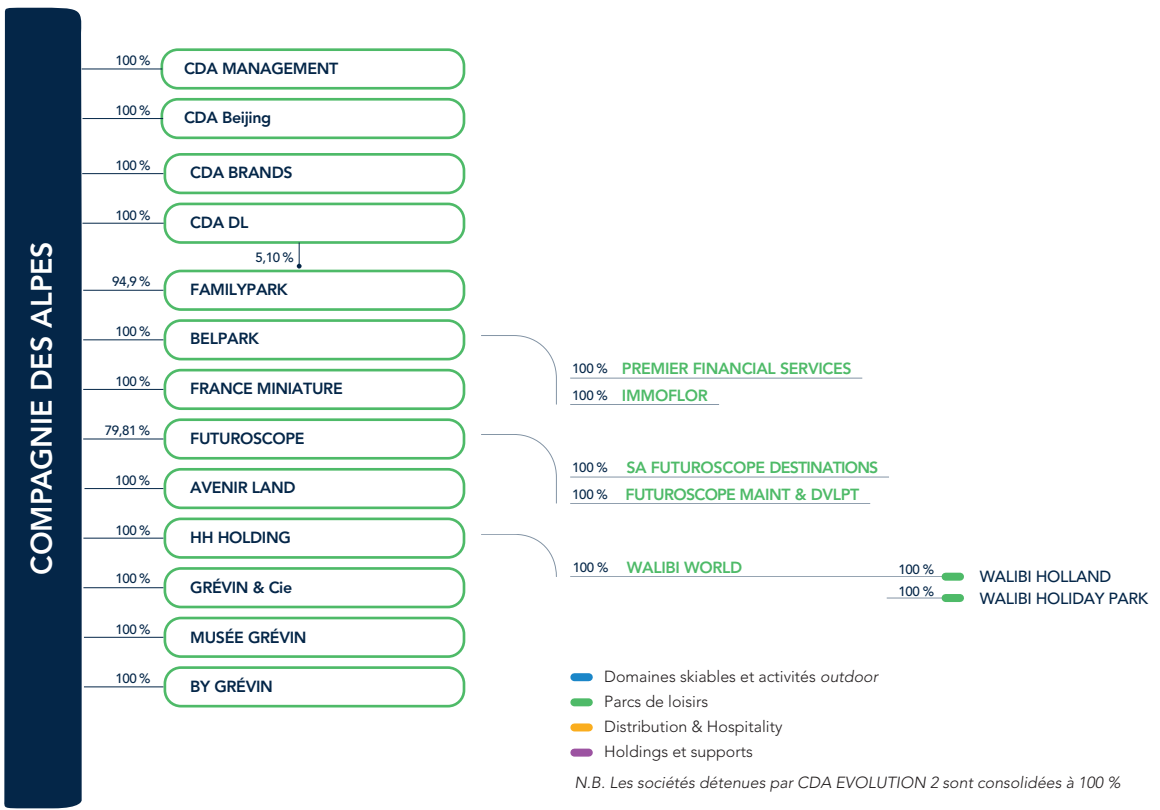 COMPAGNIE DES ALPES
100 % CDA MANAGEMENT
100 % CDA Beijing
100 % CDA BRANDS
100 % CDA DL
5,10 %
94,9 % FAMILYPARK
100 % BELPARK
100 % PREMIER FINANCIAL SERVICES
100 % IMMOFLOR
100 % FRANCE MINIATURE
79,81 % FUTUROSCOPE
100 % SA FUTUROSCOPE DESTINATIONS
100 % FUTUROSCOPE MAINT & DVLPT
100 % AVENIR LAND
100 % HH HOLDING
100 % WALIBI WORLD
100 % WALIBI HOLLAND
100 % WALIBI HOLIDAY PARK
100 % GRÉVIN & Cie
100 % MUSÉE GRÉVIN
100 % BY GRÉVIN
Domaines skiables et activités outdoor
Parcs de loisirs
Distribution & Hospitality
Holdings et supports
N.B. Les sociétés détenues par CDA EVOLUTION 2 sont consolidées à 100 %